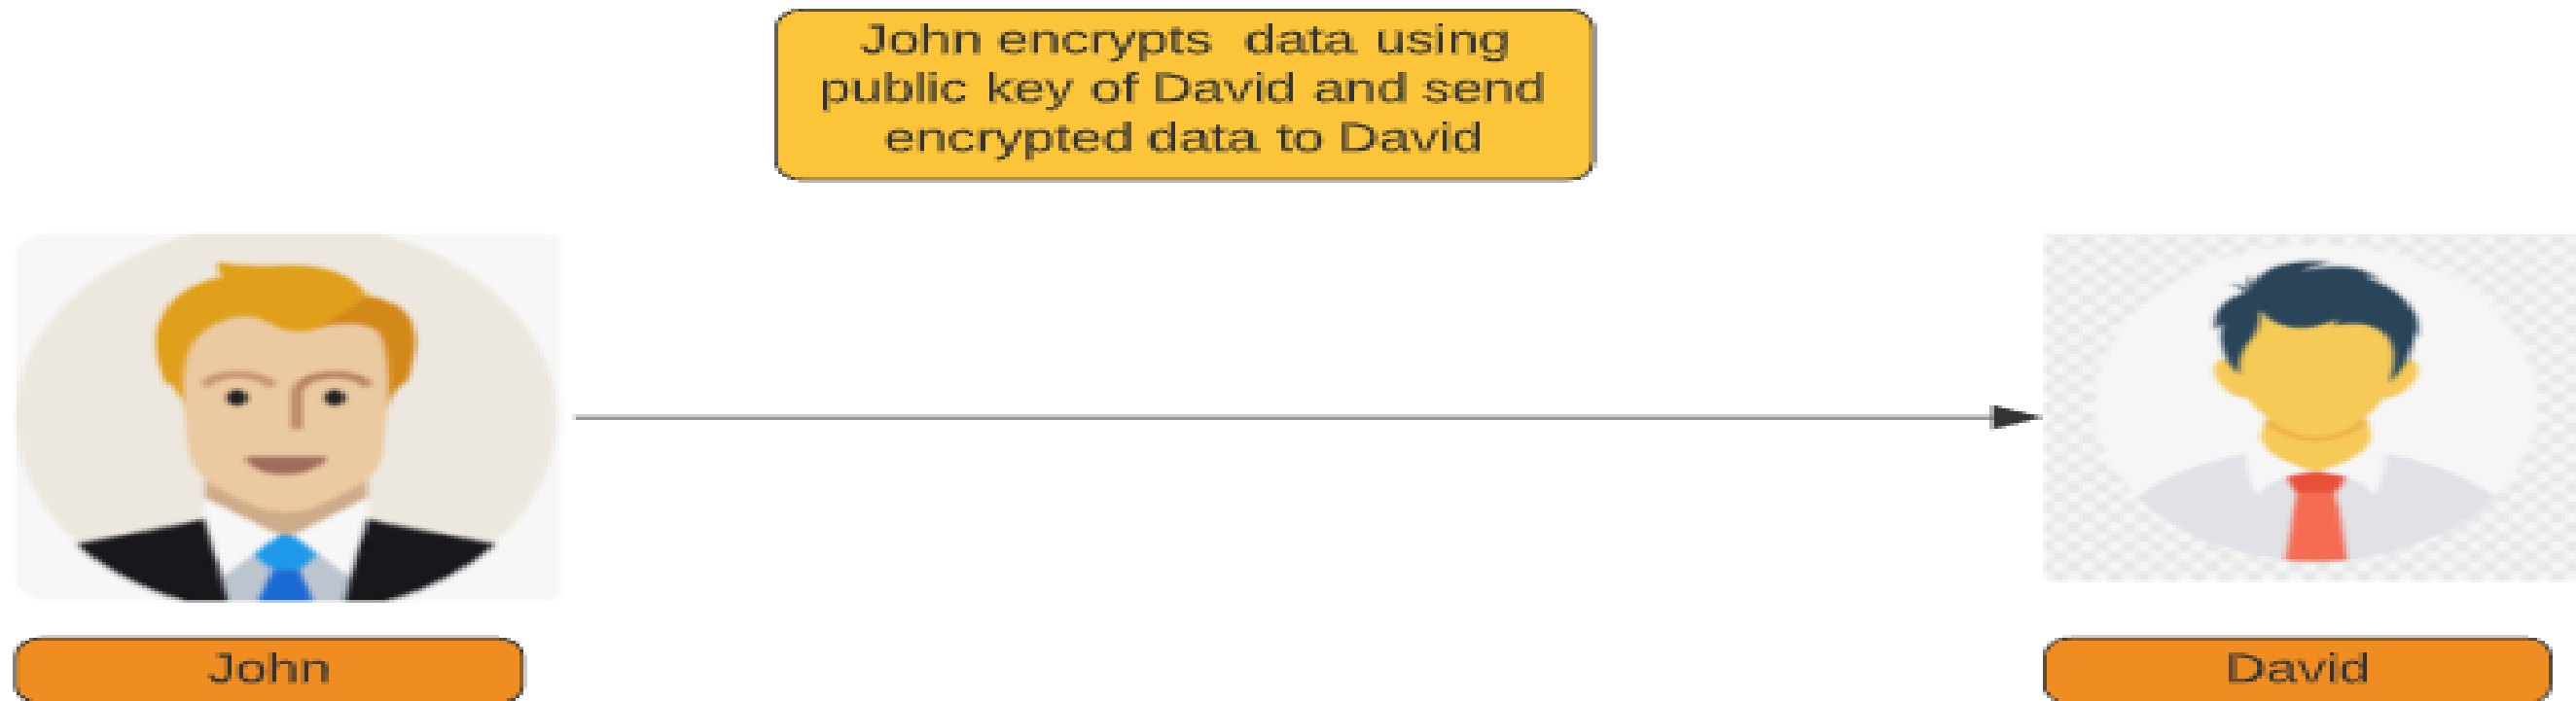 John encrypts  data using
public key of David and send
encrypted data to David
John
David